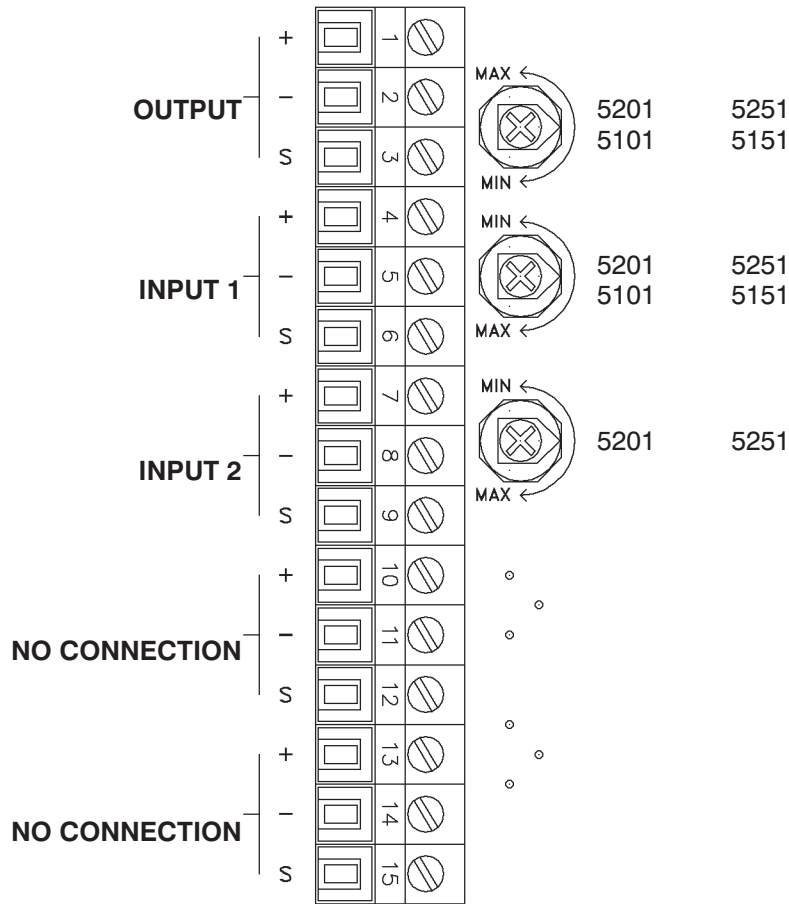 + 1
MAX
OUTPUT - 2 5201 5251
S 3 5101 5151
MIN
+ 4 MIN
INPUT 1 - 5 5201 5251
5101 5151
S 6 MAX
+ 7 MIN
INPUT 2 - 8 5201 5251
S 9 MAX
+ 10
NO CONNECTION - 11
S 12
+ 13
NO CONNECTION - 14
S 15